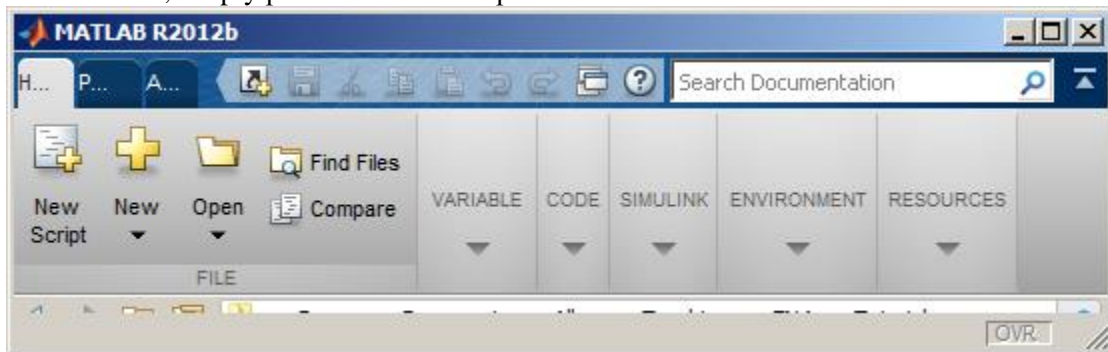 MATLAB R2012b
H... P... A... Search Documentation
Find Files
New New Open Compare VARIABLE CODE SIMULINK ENVIRONMENT RESOURCES
Script
FILE
OVR